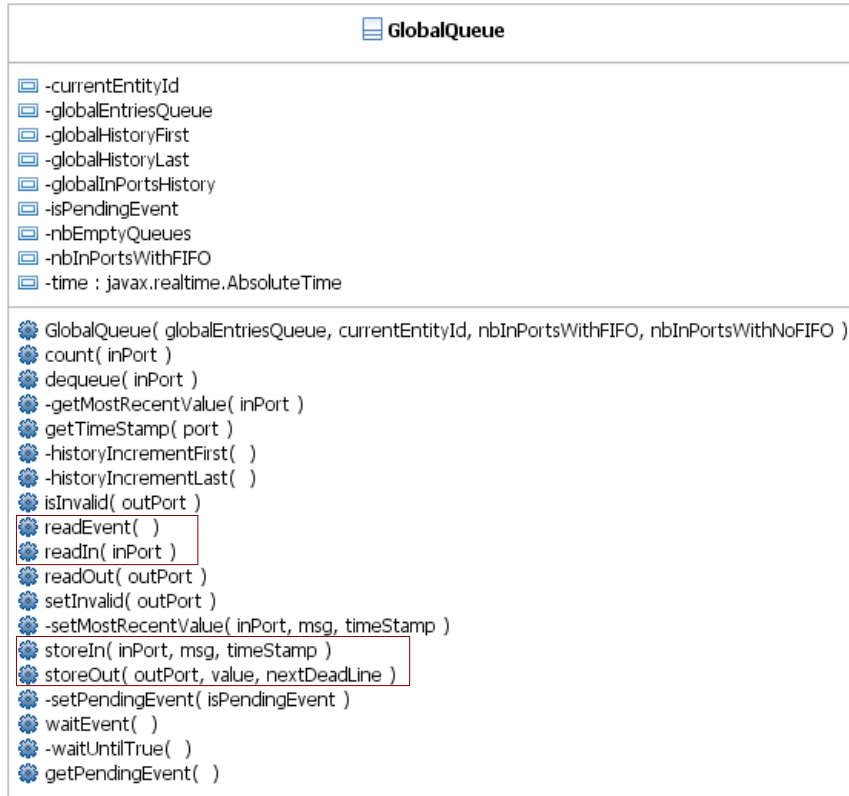 GlobalQueue
-currentEntityId
-globalEntriesQueue
-globalHistoryFirst
-globalHistoryLast
-globalInPortsHistory
-isPendingEvent
-nbEmptyQueues
-nbInPortsWithFIFO
-time : javax.realtime.AbsoluteTime
GlobalQueue( globalEntriesQueue, currentEntityId, nbInPortsWithFIFO, nbInPortsWithNoFIFO )
count( inPort )
dequeue( inPort )
-getMostRecentValue( inPort )
getTimeStamp( port )
-historyIncrementFirst(  )
-historyIncrementLast(  )
isInvalid( outPort )
readEvent(  )
readIn( inPort )
readOut( outPort )
setInvalid( outPort )
-setMostRecentValue( inPort, msg, timeStamp )
storeIn( inPort, msg, timeStamp )
storeOut( outPort, value, nextDeadLine )
-setPendingEvent( isPendingEvent )
waitEvent(  )
-waitUntilTrue(  )
getPendingEvent(  )